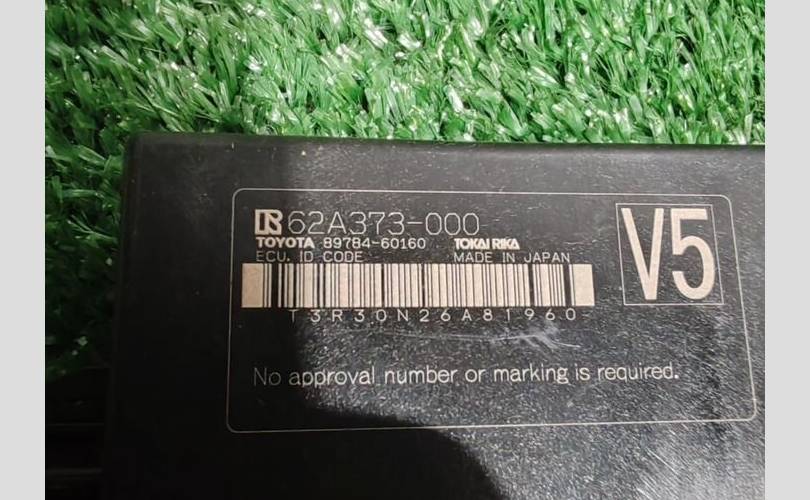 62A373-000
TOYOTA 89784-60160 TOKAI RIKA
ECU. ID CODE MADE IN JAPAN
V5
T3R30N26A81960
No approval number or marking is required.